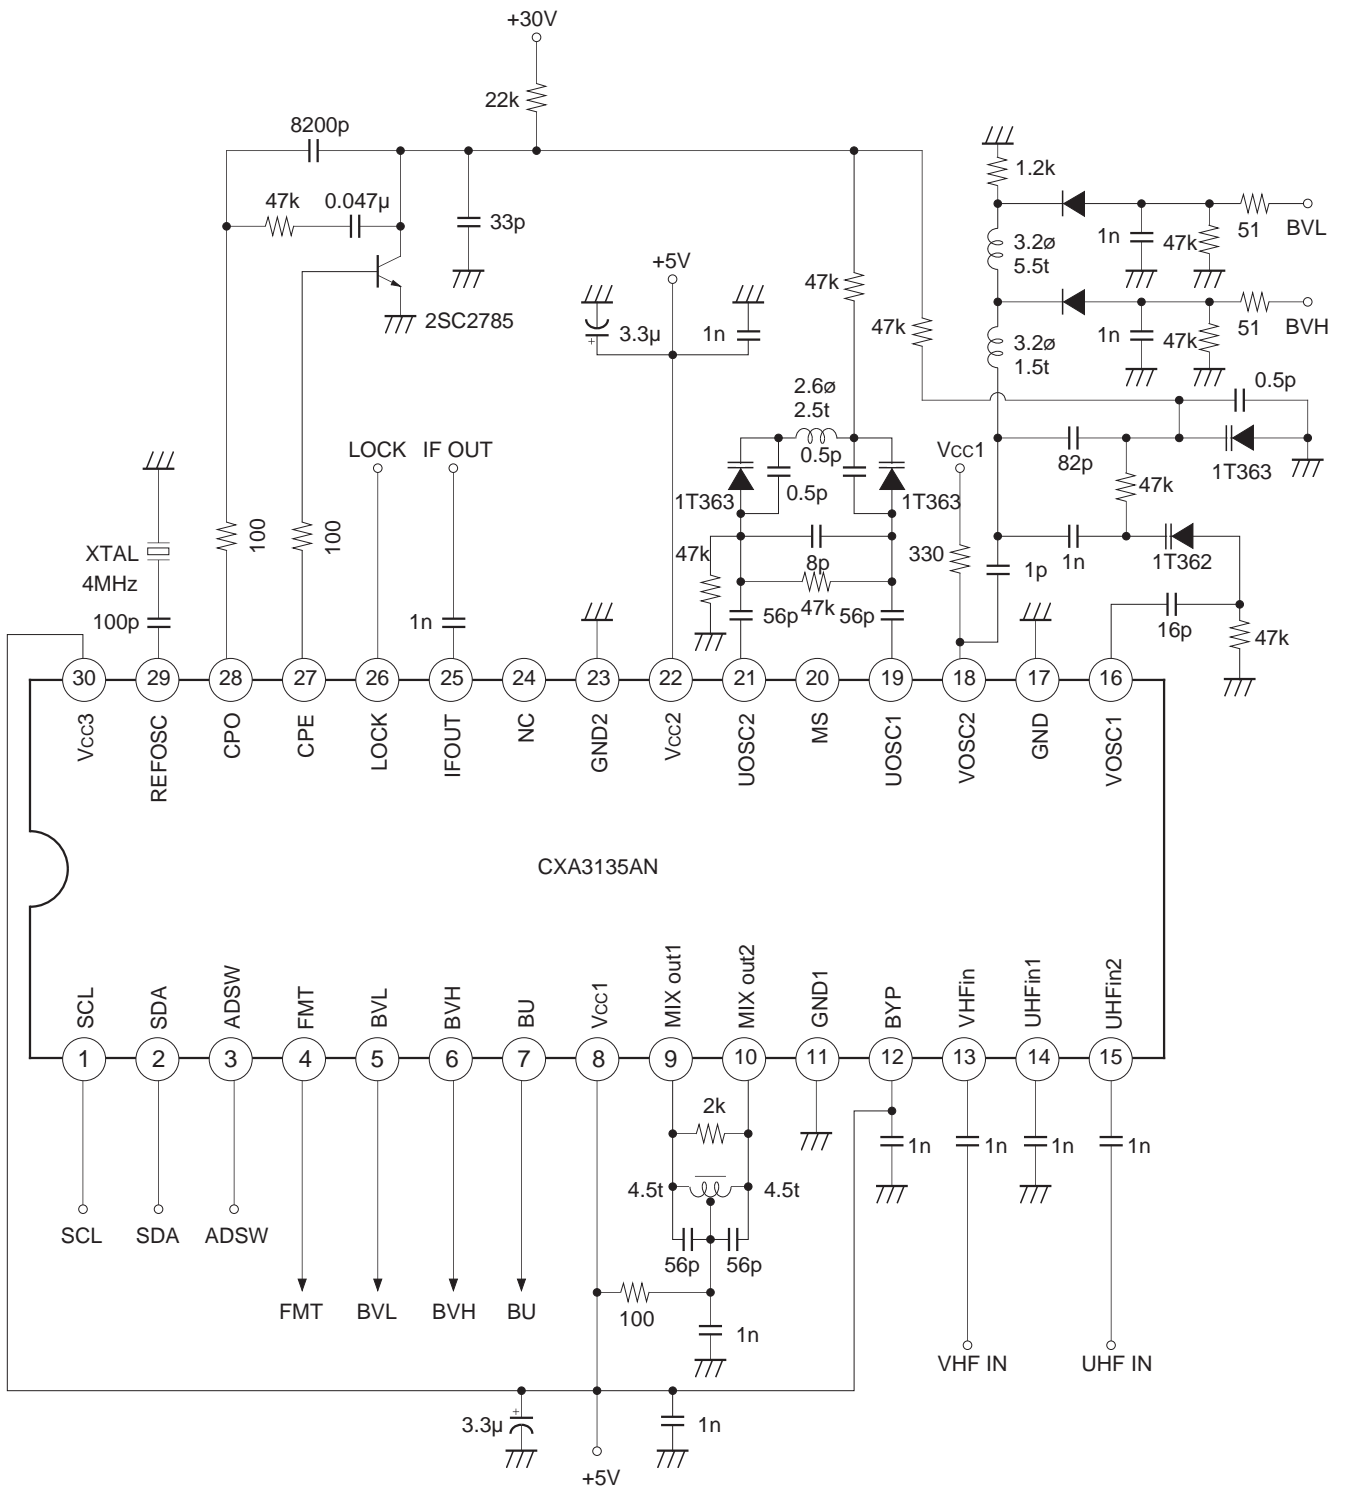 +30V
22k
8200p
47k
0.047μ
33p
2SC2785
+5V
3.3μ
+
1n
47k
47k
1.2k
3.2ø
5.5t
1n
47k
51
BVL
3.2ø
1.5t
1n
47k
51
BVH
2.6ø
2.5t
0.5p
0.5p
1T363
1T363
0.5p
82p
1T363
47k
LOCK
IF OUT
Vcc1
XTAL
4MHz
100p
100
100
1n
47k
8p
47k
56p
56p
330
1p
1n
1T362
16p
47k
30
29
28
27
26
25
24
23
22
21
20
19
18
17
16
Vcc3
REFOSC
CPO
CPE
LOCK
IFOUT
NC
GND2
Vcc2
UOSC2
MS
UOSC1
VOSC2
GND
VOSC1
CXA3135AN
SCL
SDA
ADSW
FMT
BVL
BVH
BU
Vcc1
MIX out1
MIX out2
GND1
BYP
VHFin
UHFin1
UHFin2
1
2
3
4
5
6
7
8
9
10
11
12
13
14
15
2k
4.5t
4.5t
56p
56p
1n
1n
1n
1n
SCL
SDA
ADSW
FMT
BVL
BVH
BU
100
1n
VHF IN
UHF IN
3.3μ
+
1n
+5V